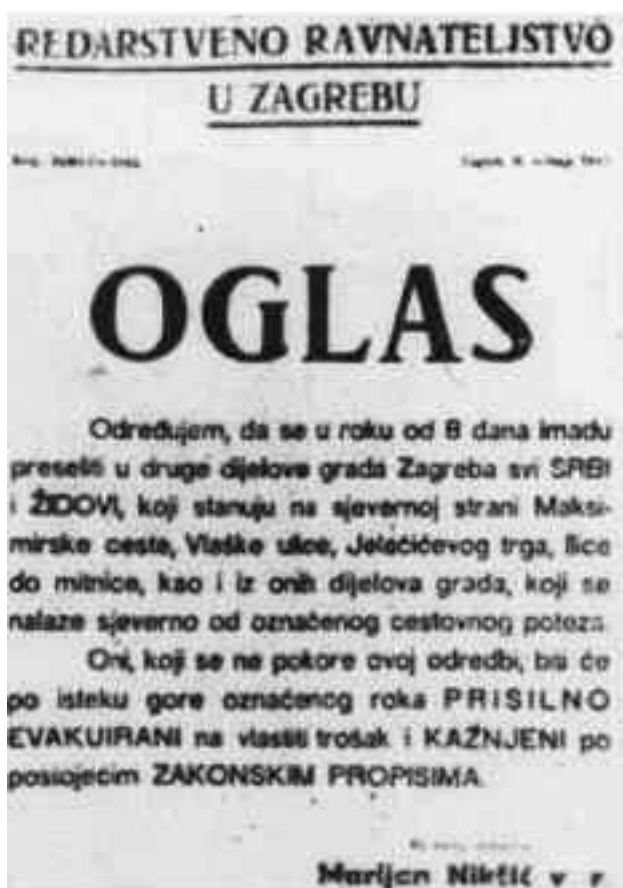 REDARSTVENO RAVNATELJSTVO
U ZAGREBU
OGLAS
Određujem, da se u roku od 8 dana imadu
preseliti u druge dijelove grada Zagreba svi SRBI
i ŽIDOVI, koji stanuju na sjevernoj strani Maksi-
mirske ceste, Vlaške ulice, Jelačićevog trga, Ilice
do mitnice, kao i iz onih dijelova grada, koji se
nalaze sjeverno od označenog cestovnog poteza.
Oni, koji se ne pokore ovoj odredbi, bit će
po isteku gore označenog roka PRISILNO
EVAKUIRANI na vlastiti trošak i KAŽNJENI po
postojećim ZAKONSKIM PROPISIMA.
Marijan Nikšić v. r.